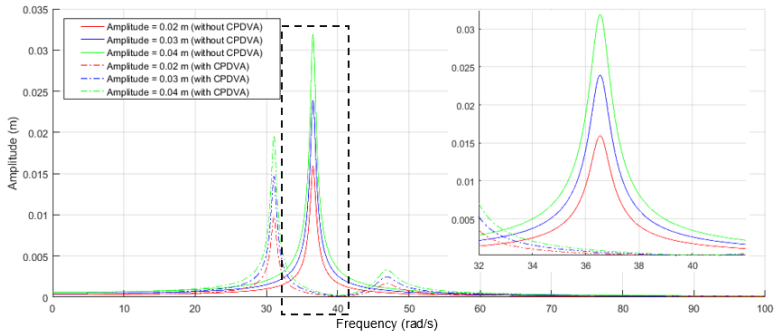 0.035
0.03
0.025
0.02
0.015
0.01
0.005
0
Amplitude (m)
Amplitude = 0.02 m (without CPDVA)
Amplitude = 0.03 m (without CPDVA)
Amplitude = 0.04 m (without CPDVA)
Amplitude = 0.02 m (with CPDVA)
Amplitude = 0.03 m (with CPDVA)
Amplitude = 0.04 m (with CPDVA)
0.03
0.025
0.02
0.015
0.01
0.005
32 34 36 38 40
0 10 20 30 40 50 60 70 80 90 100
Frequency (rad/s)